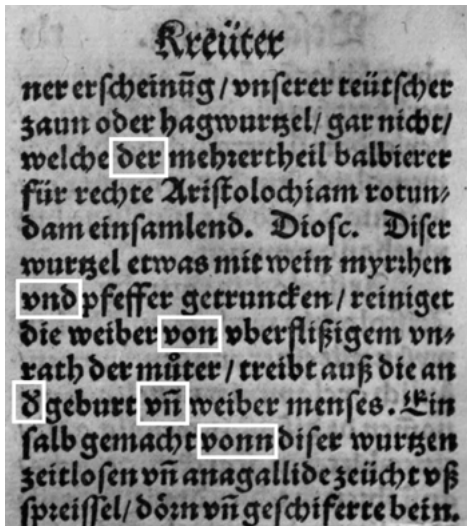 Kreüter
ner erscheinũg / vnserer teütscher
zaun oder hagwurtzel / gar nicht /
welche der mehrertheil balbierer
für rechte Aristolochiam rotun⸗
dam einsamlend. Diosc. Diser
wurtzel etwas mit wein myrrhen
vnd pfeffer getruncken / reiniget
die weiber von vberflißigem vn⸗
rath der můter / treibt auß die an
d̕ geburt vñ weiber menses. Ein
salb gemacht vonn diser wurtzen
zeitlosen vñ anagallide zeücht vß
spreissel / dörn vñ geschiferte bein.